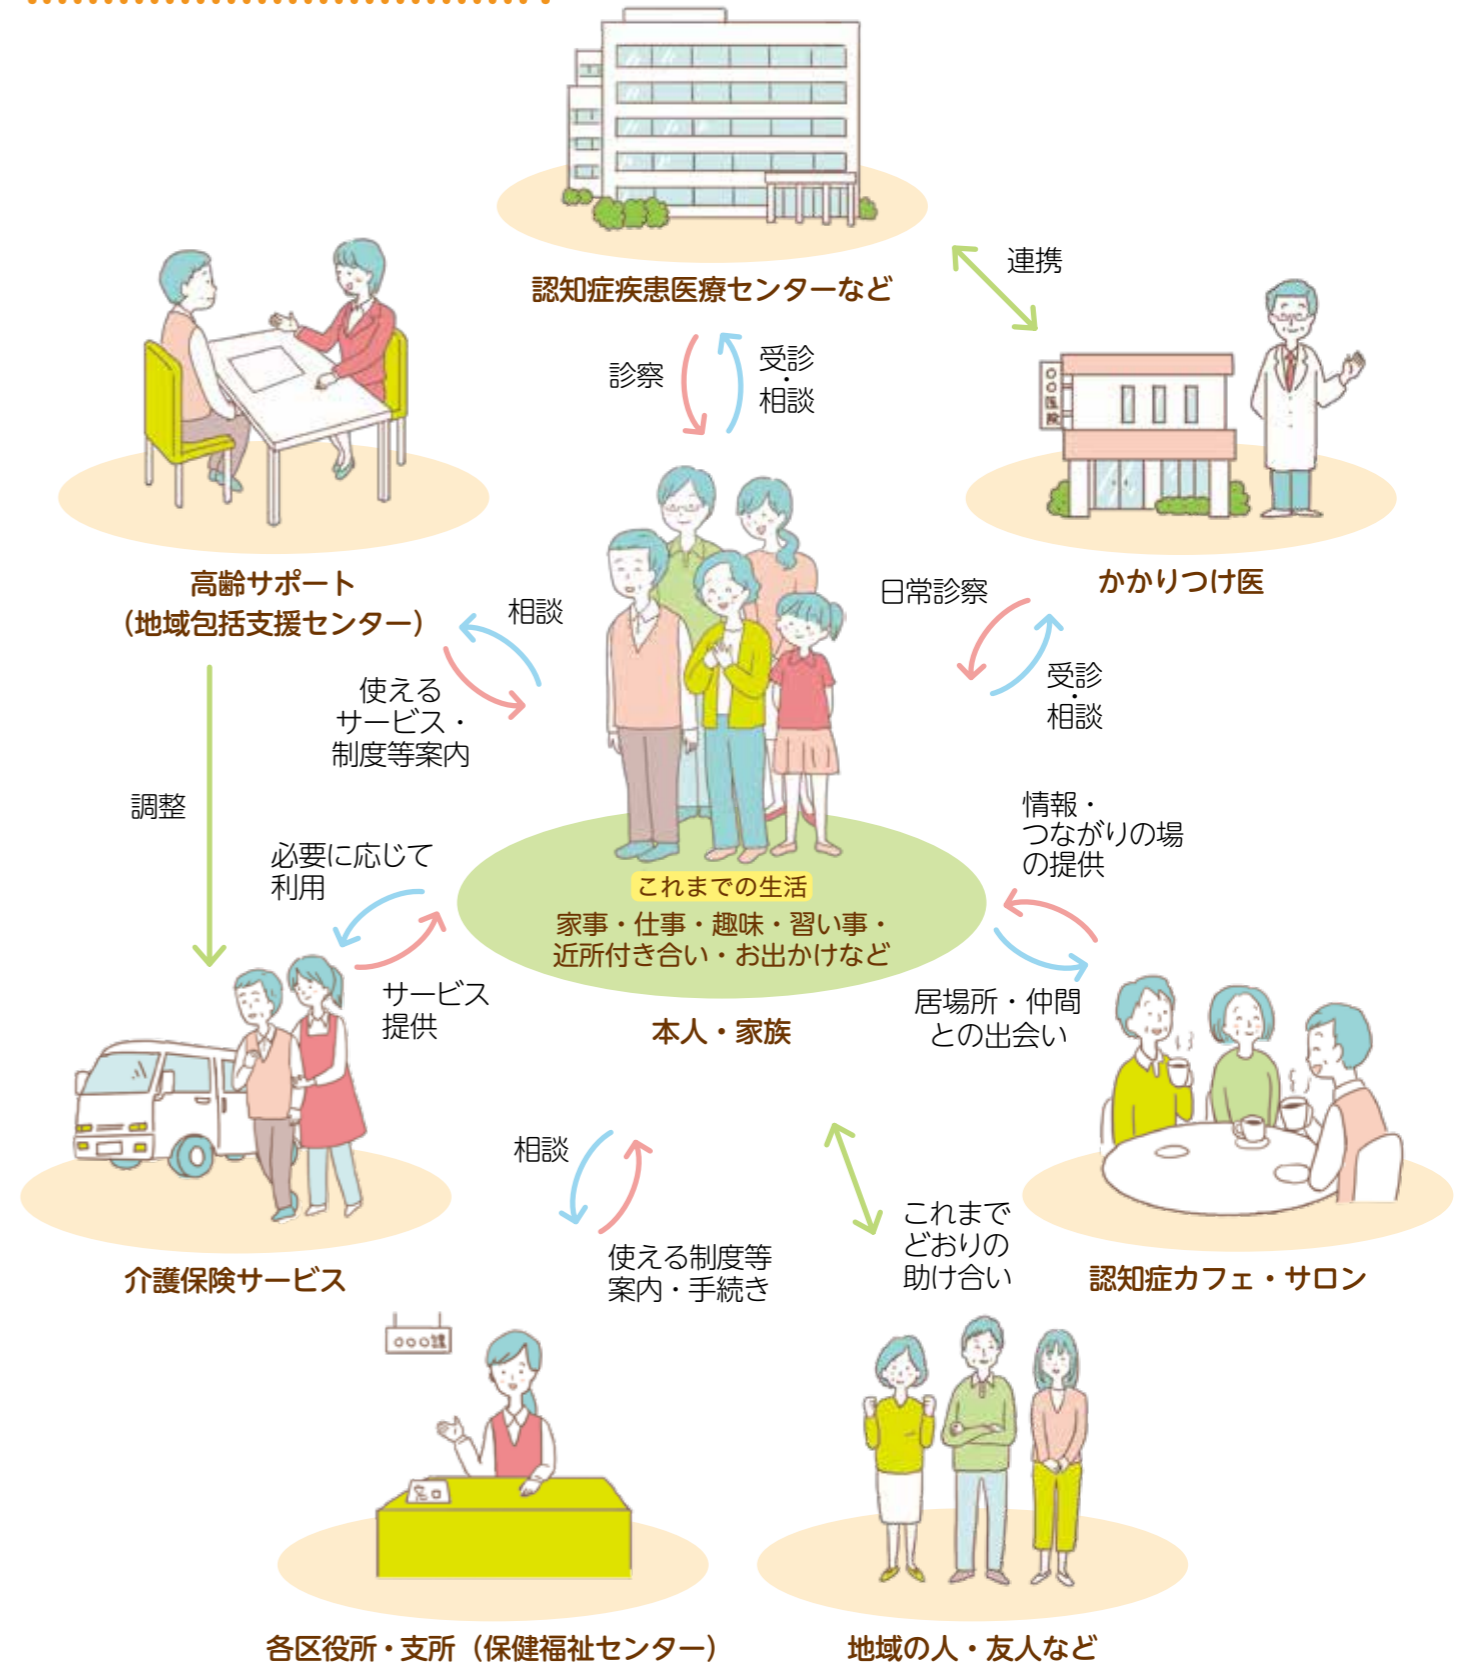 認知症疾患医療センターなど
連携
診察
受診
・
相談
○○医院
かかりつけ医
高齢サポート
（地域包括支援センター）
相談
使える
サービス・
制度等案内
日常診察
受診
・
相談
調整
必要に応じて
利用
サービス
提供
情報・
つながりの場
の提供
これまでの生活
家事・仕事・趣味・習い事・
近所付き合い・お出かけなど
本人・家族
居場所・仲間
との出会い
介護保険サービス
認知症カフェ・サロン
相談
使える制度等
案内・手続き
これまで
どおりの
助け合い
○○○課
窓口
各区役所・支所（保健福祉センター）
地域の人・友人など